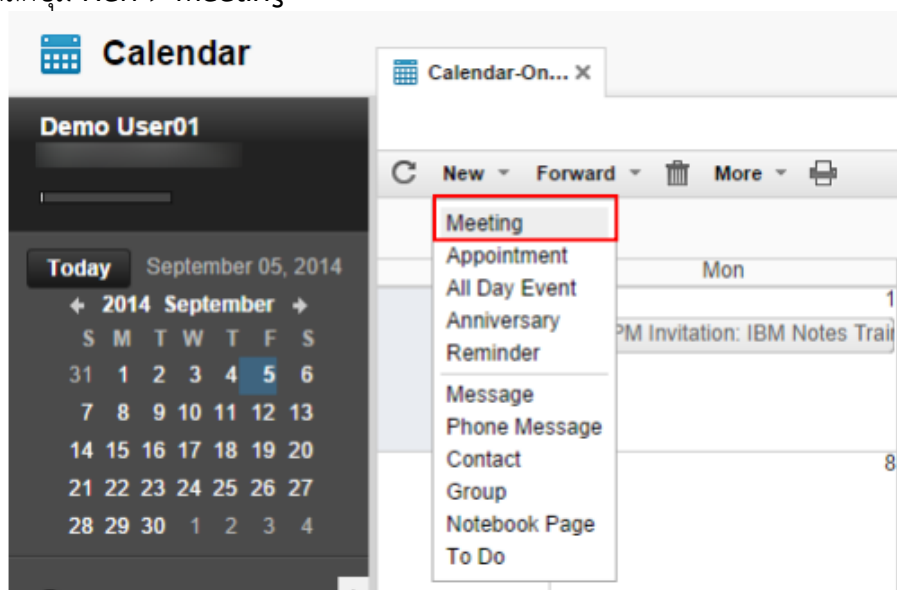 New > Meeting
Calendar
Calendar-On... X
Demo User01
New Forward More
Meeting
Appointment
All Day Event
Anniversary
Reminder
Message
Phone Message
Contact
Group
Notebook Page
To Do
Today September 05, 2014
2014 September
S M T W T F S
31 1 2 3 4 5 6
7 8 9 10 11 12 13
14 15 16 17 18 19 20
21 22 23 24 25 26 27
28 29 30 1 2 3 4
Mon
1
PM Invitation: IBM Notes Train
8